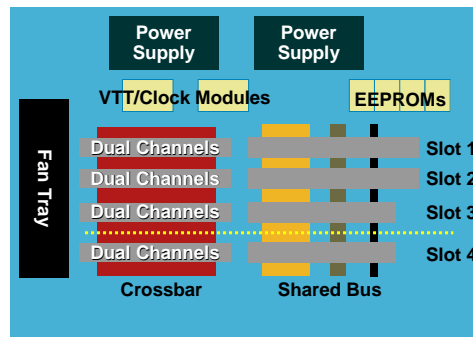 Power
Supply
Power
Supply
VTT/Clock Modules
EEPROMs
Fan Tray
Dual Channels
Slot 1
Dual Channels
Slot 2
Dual Channels
Slot 3
Dual Channels
Slot 4
Crossbar
Shared Bus